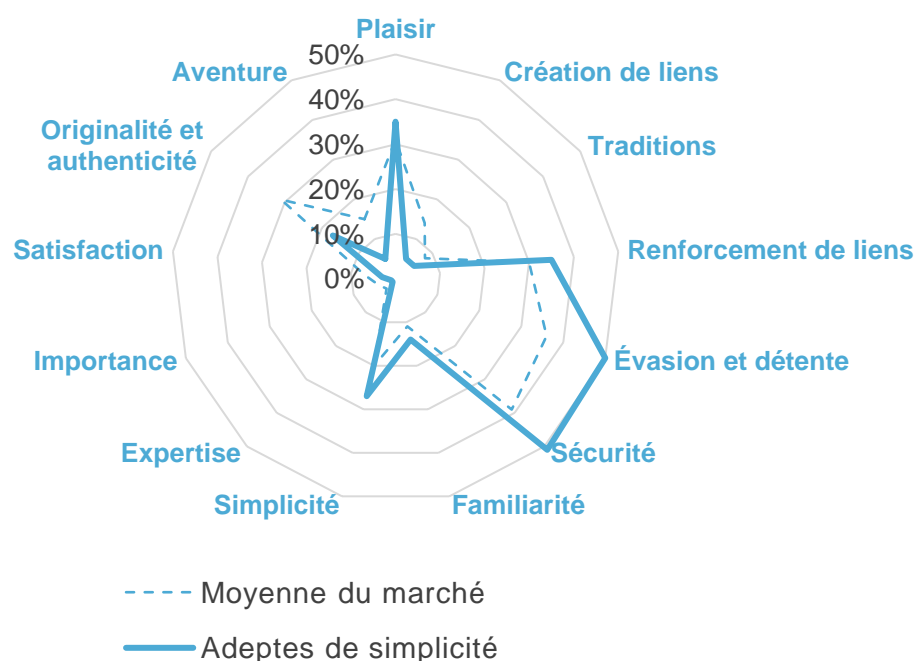 Plaisir
50%
Aventure
Création de liens
40%
Originalité et
authenticité
Traditions
30%
20%
Satisfaction
10%
Renforcement de liens
0%
Importance
Évasion et détente
Expertise
Sécurité
Simplicité
Familiarité
Moyenne du marché
Adeptes de simplicité